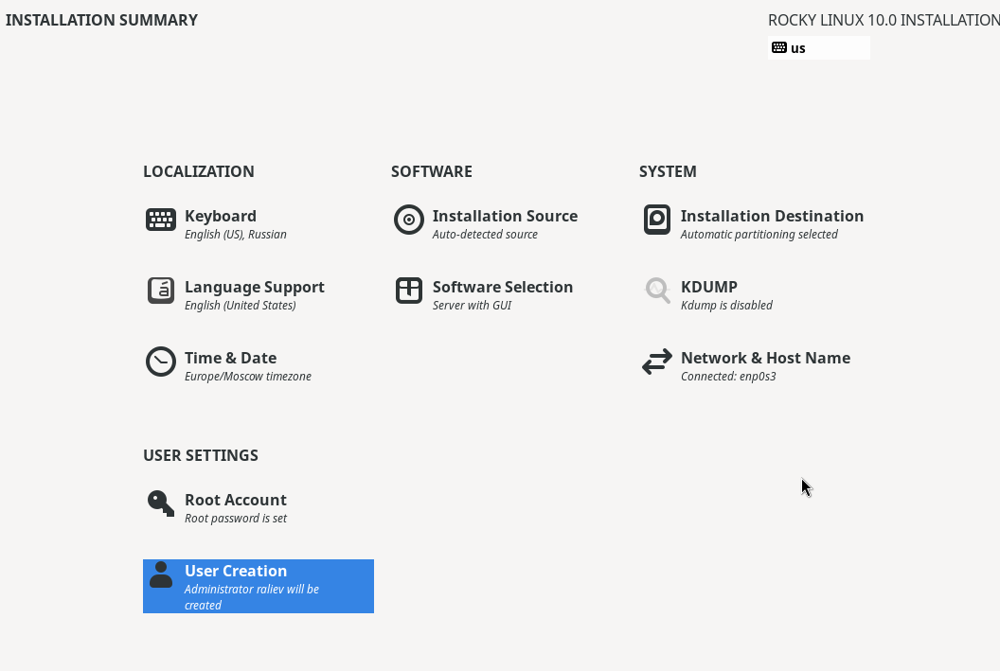 INSTALLATION SUMMARY
ROCKY LINUX 10.0 INSTALLATION
us
LOCALIZATION
Keyboard
English (US), Russian
Language Support
English (United States)
Time & Date
Europe/Moscow timezone
SOFTWARE
Installation Source
Auto-detected source
Software Selection
Server with GUI
SYSTEM
Installation Destination
Automatic partitioning selected
KDUMP
Kdump is disabled
Network & Host Name
Connected: enp0s3
USER SETTINGS
Root Account
Root password is set
User Creation
Administrator raliev will be
created